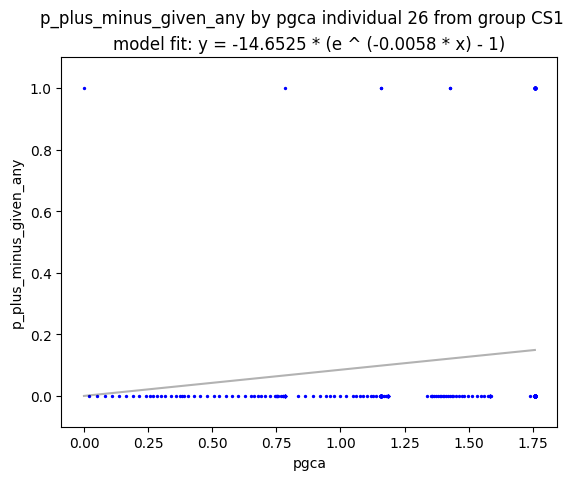 p_plus_minus_given_any by pgca individual 26 from group CS1
model fit: y = -14.6525 * (e ^ (-0.0058 * x) - 1)
1.0
0.8
0.6
0.4
0.2
0.0
p_plus_minus_given_any
0.00 0.25 0.50 0.75 1.00 1.25 1.50 1.75
pgca